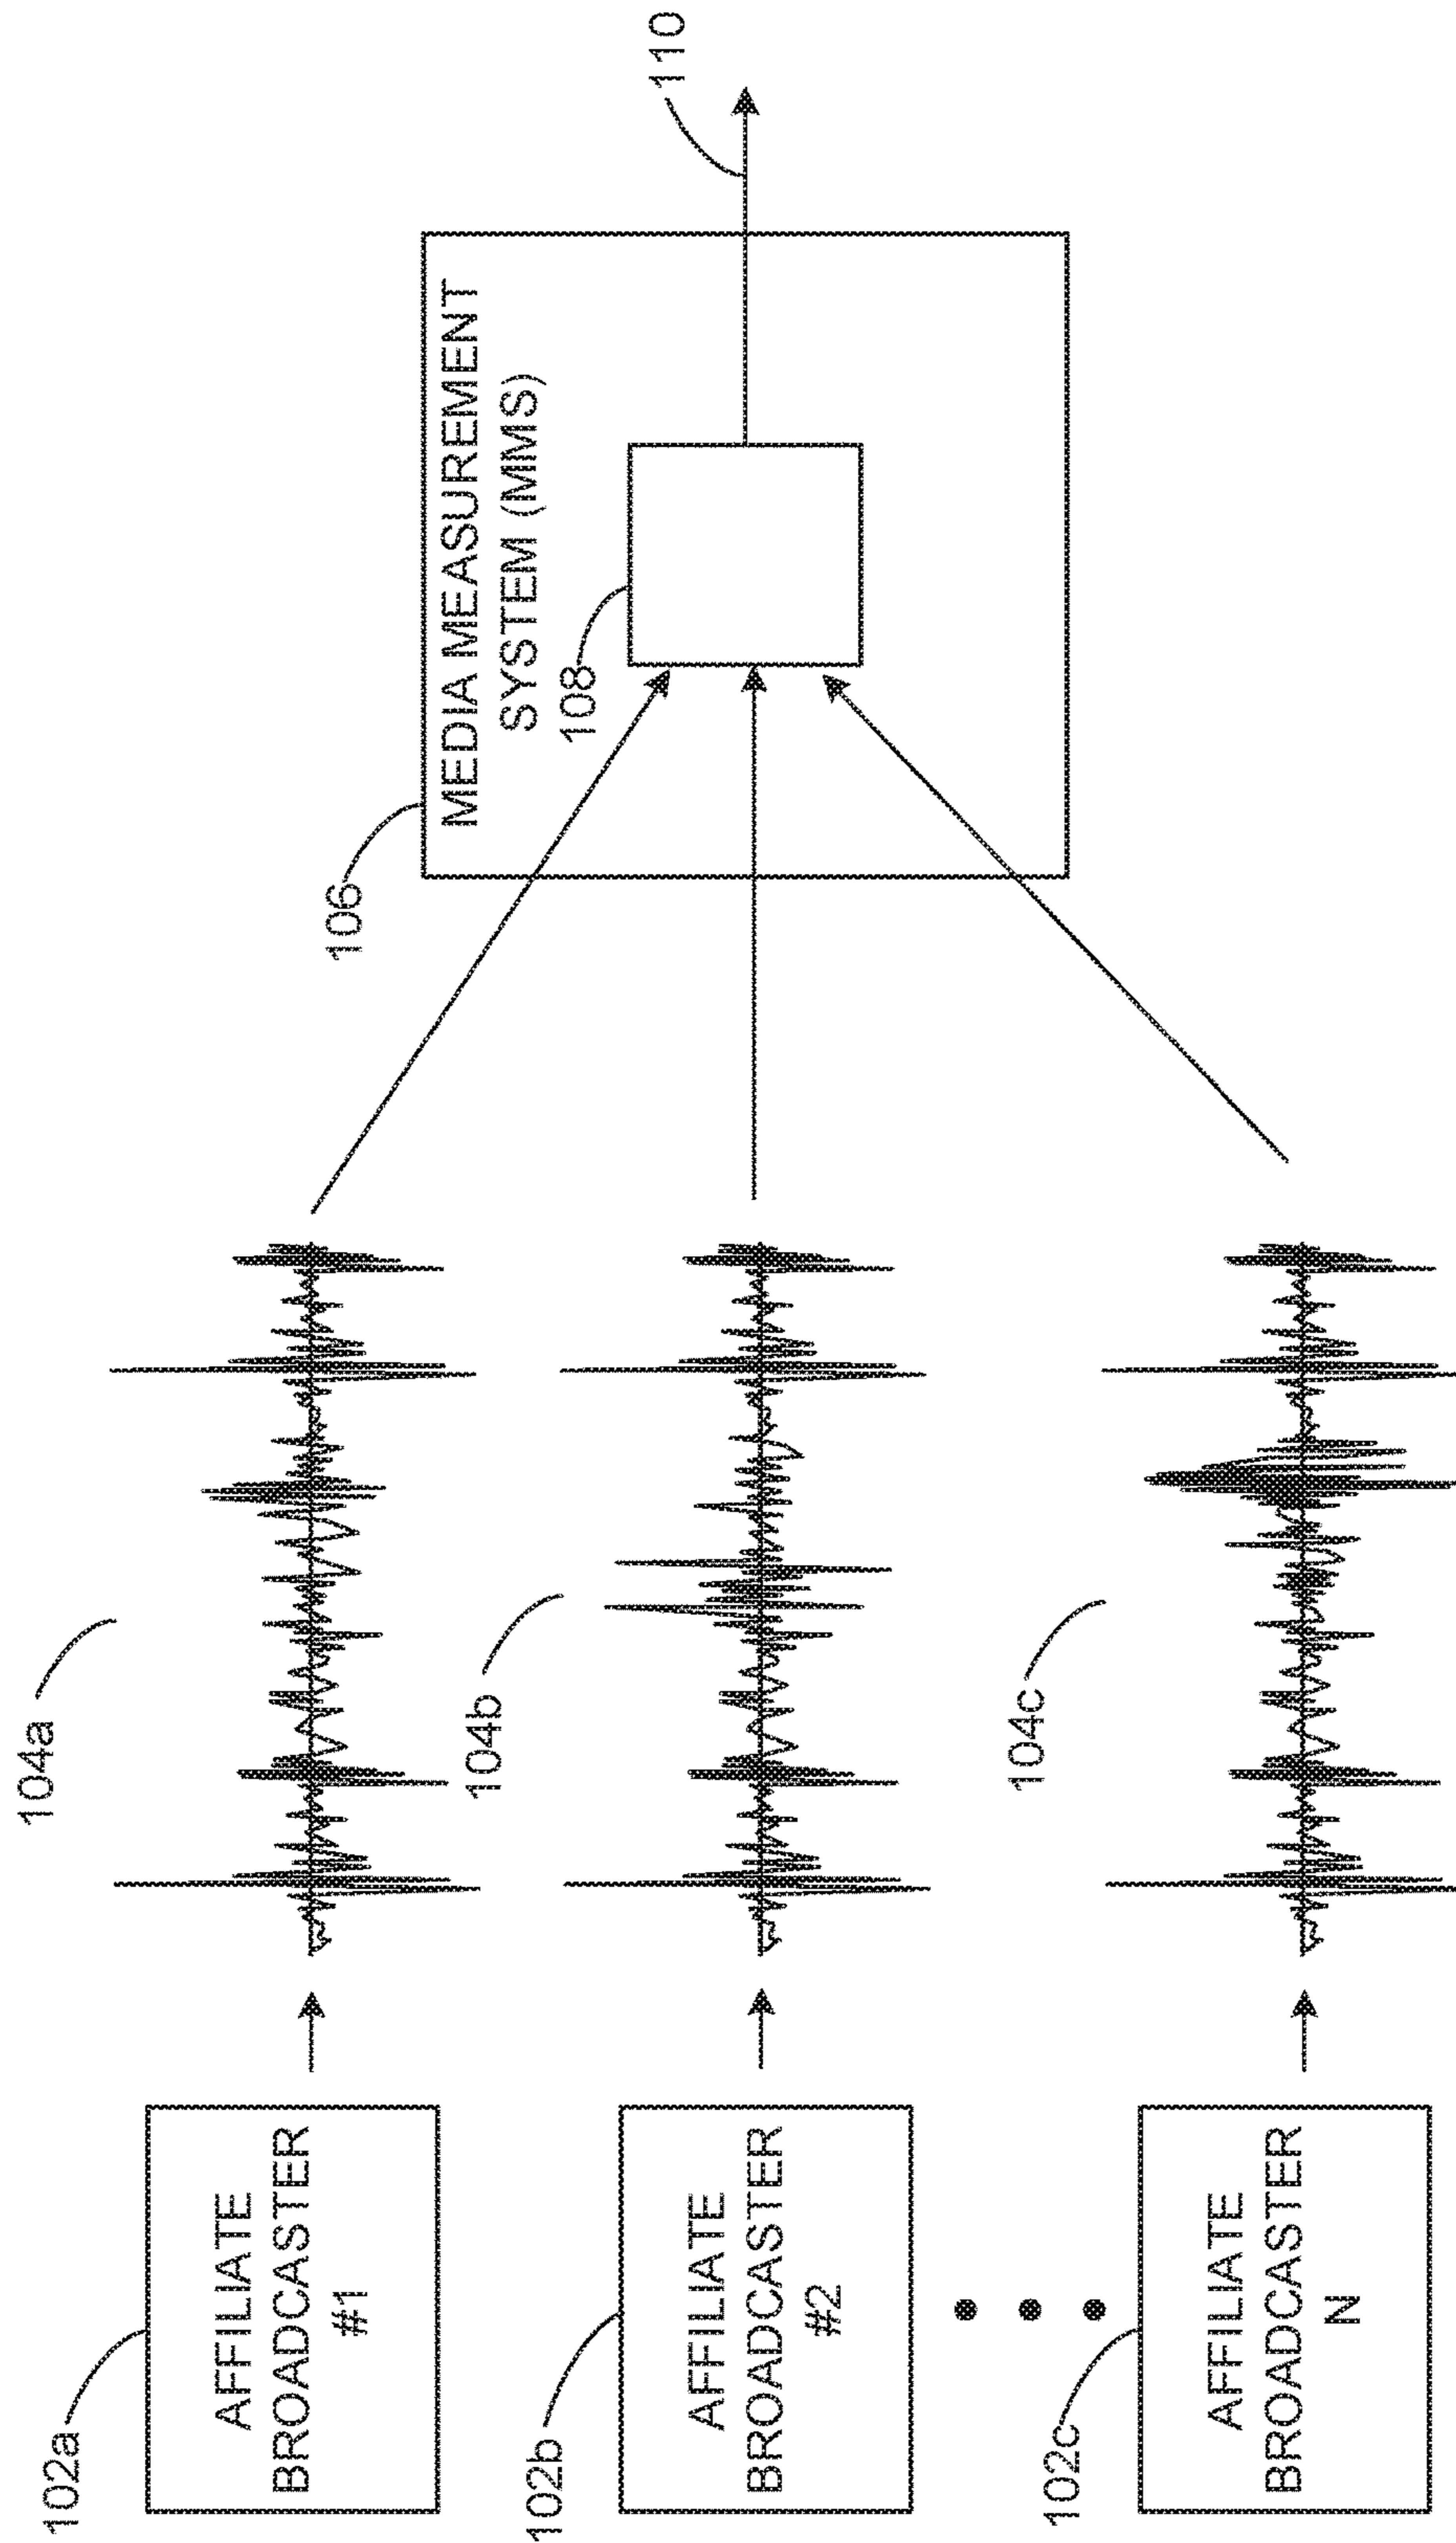 102a
AFFILIATE
BROADCASTER
#1
104a
102b
AFFILIATE
BROADCASTER
#2
104b
102c
AFFILIATE
BROADCASTER
N
104c
106
MEDIA MEASUREMENT
SYSTEM (MMS)
108
110